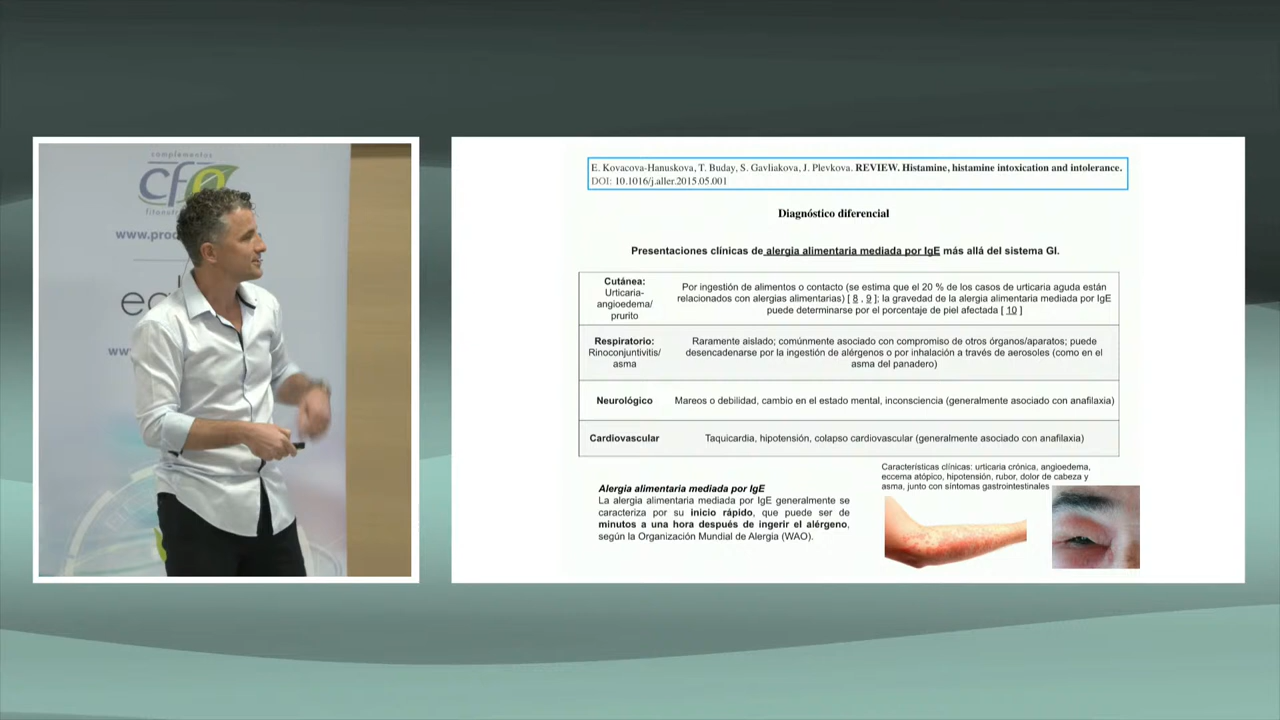 complementos
cfn
www.proc
www
E. Kovacova-Hanuskova, T. Buday, S. Gavliakova, J. Plevkova. REVIEW. Histamine, histamine intoxication and intolerance.
DOI: 10.1016/j.aller.2015.05.001
Diagnóstico diferencial
Presentaciones clínicas de alergia alimentaria mediada por IgE más allá del sistema GI.
Cutánea:
Urticaria-
angioedema/
prurito
Por ingestión de alimentos o contacto (se estima que el 20 % de los casos de urticaria aguda están
relacionados con alergias alimentarias) [ 8 , 9 ]; la gravedad de la alergia alimentaria mediada por IgE
puede determinarse por el porcentaje de piel afectada [ 10 ]
Respiratorio:
Rinoconjuntivitis/
asma
Raramente aislado; comúnmente asociado con compromiso de otros órganos/aparatos; puede
desencadenarse por la ingestión de alérgenos o por inhalación a través de aerosoles (como en el
asma del panadero)
Neurológico
Mareos o debilidad, cambio en el estado mental, inconsciencia (generalmente asociado con anafilaxia)
Cardiovascular
Taquicardia, hipotensión, colapso cardiovascular (generalmente asociado con anafilaxia)
Alergia alimentaria mediada por IgE
La alergia alimentaria mediada por IgE generalmente se
caracteriza por su inicio rápido, que puede ser de
minutos a una hora después de ingerir el alérgeno,
según la Organización Mundial de Alergia (WAO).
Características clínicas: urticaria crónica, angioedema,
eccema atópico, hipotensión, rubor, dolor de cabeza y
asma, junto con síntomas gastrointestinales